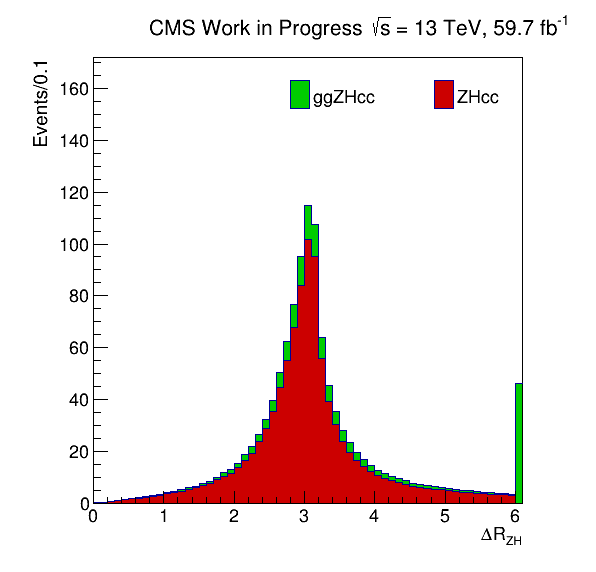 CMS Work in Progress √s = 13 TeV, 59.7 fb⁻¹
Events/0.1
ggZHcc
ZHcc
160
140
120
100
80
60
40
20
0
0 1 2 3 4 5 6
ΔR_ZH